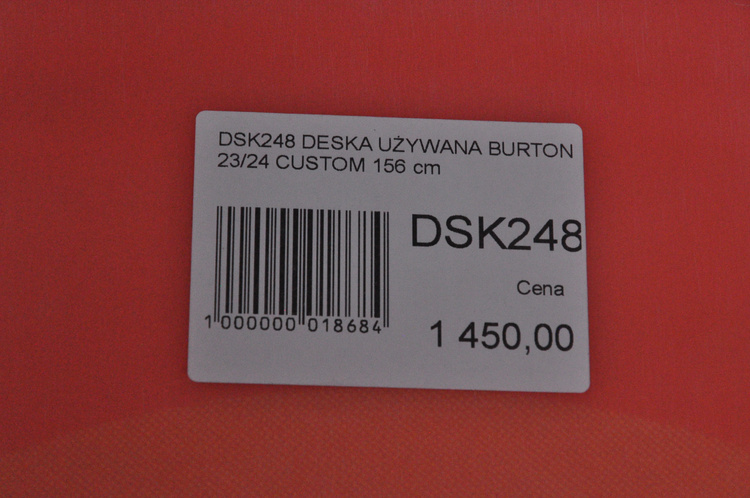 DSK248 DESKA UŻYWANA BURTON
23/24 CUSTOM 156 cm
DSK248
Cena
1 000000 018684
1 450,00